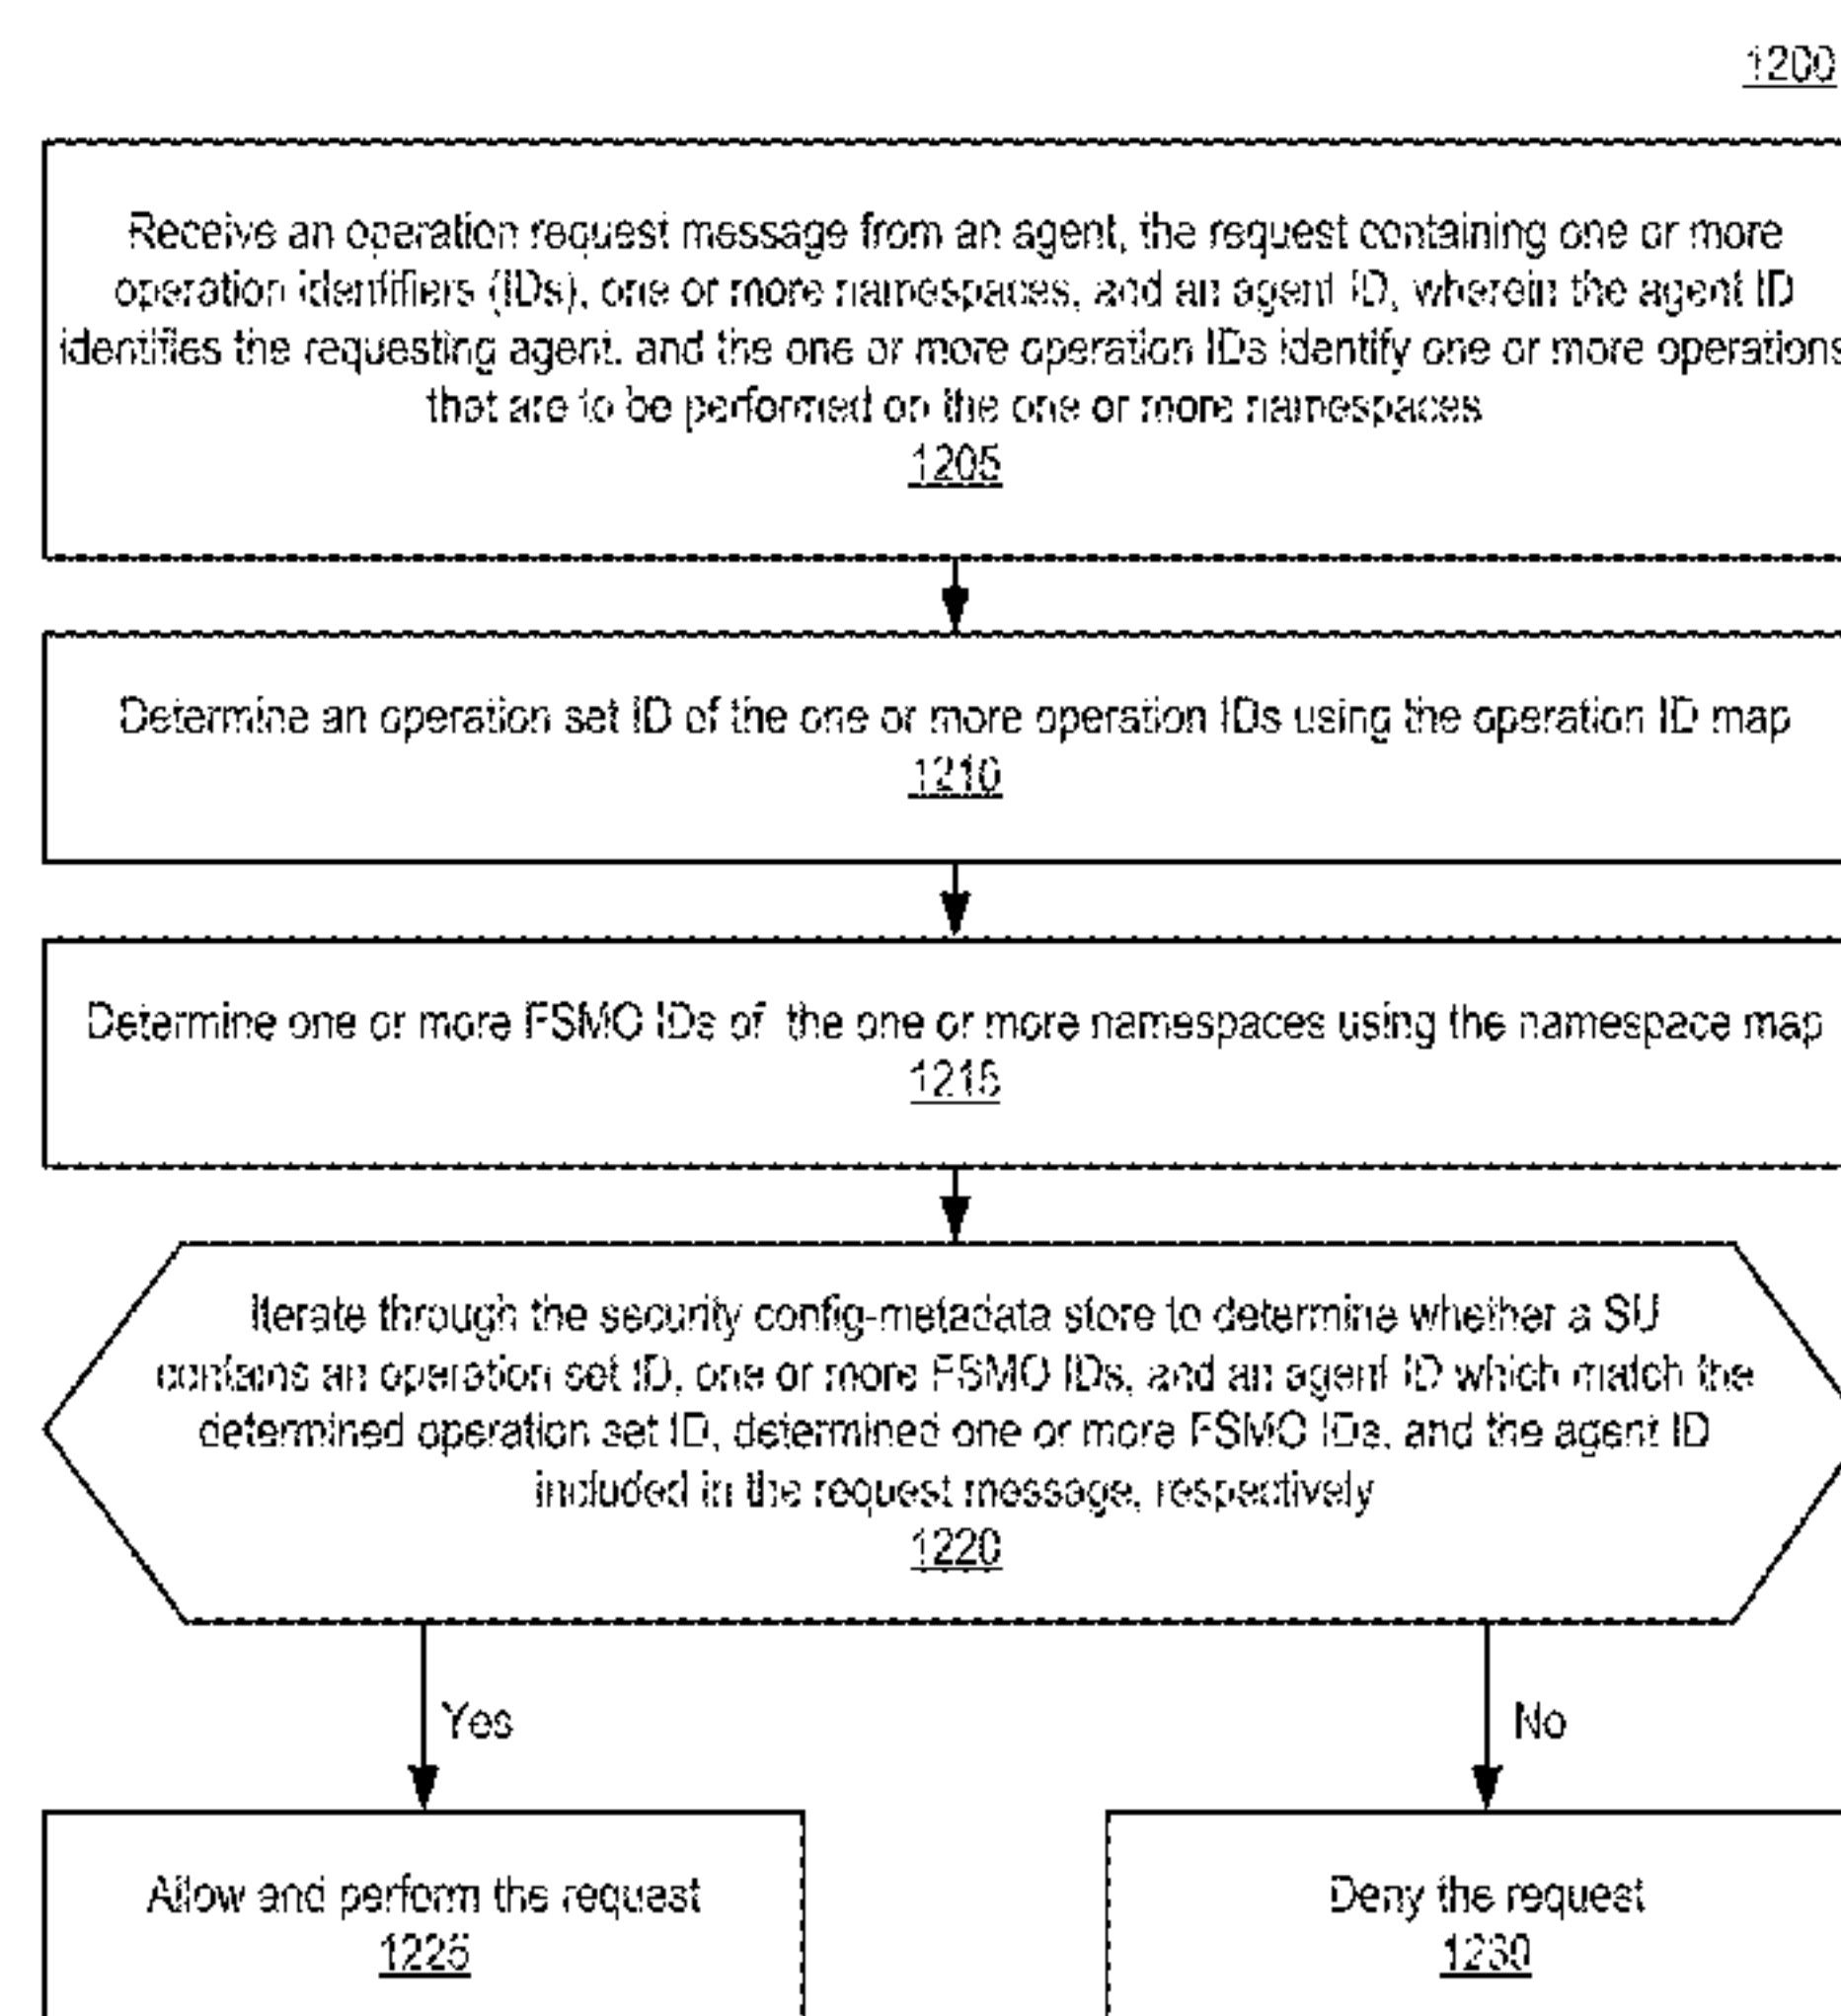 1200
Receive an operation request message from an agent, the request containing one or more
operation identifiers (IDs), one or more namespaces, and an agent ID, wherein the agent ID
identifies the requesting agent, and the one or more operation IDs identify one or more operations
that are to be performed on the one or more namespaces
1205
Determine an operation set ID of the one or more operation IDs using the operation ID map
1210
Determine one or more FSMO IDs of the one or more namespaces using the namespace map
1215
Iterate through the security config-metadata store to determine whether a SU
contains an operation set ID, one or more FSMO IDs, and an agent ID which match the
determined operation set ID, determined one or more FSMO IDs, and the agent ID
included in the request message, respectively
1220
Yes
No
Allow and perform the request
1225
Deny the request
1230